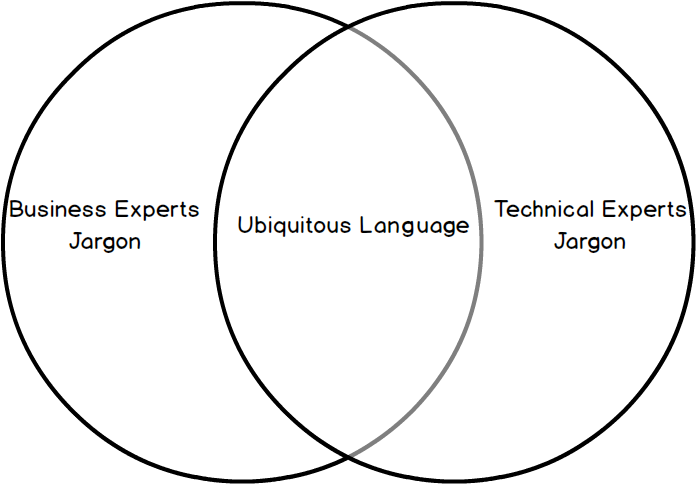 Business Experts
Jargon
Ubiquitous Language
Technical Experts
Jargon